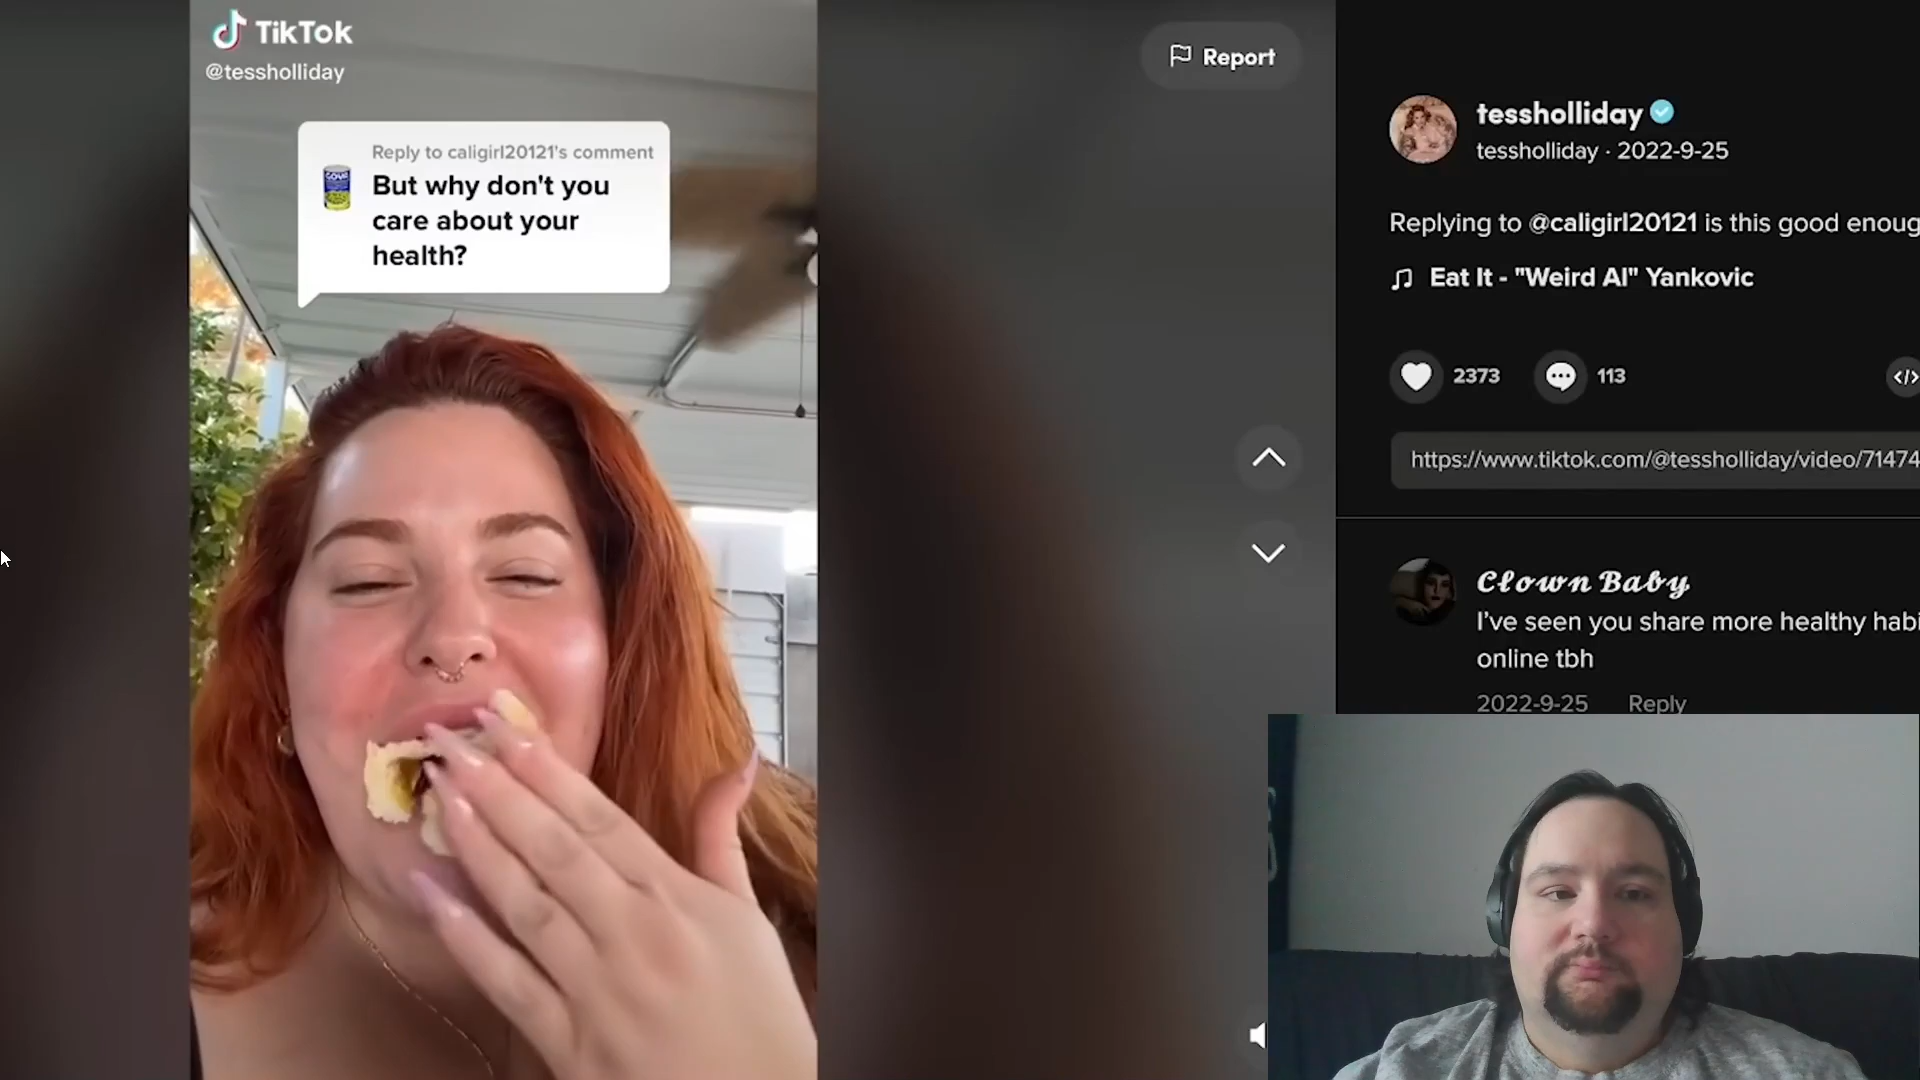 TikTok
@tessholliday
Reply to caligirl20121's comment
But why don't you
care about your
health?
GOYA
Report
tessholliday
tessholliday · 2022-9-25
Replying to @caligirl20121 is this good enoug
Eat It - "Weird Al" Yankovic
2373
113
https://www.tiktok.com/@tessholliday/video/71474
𝓒𝓵𝓸𝔀𝓷 𝓑𝓪𝓫𝔂
I've seen you share more healthy habi
online tbh
2022-9-25 Reply